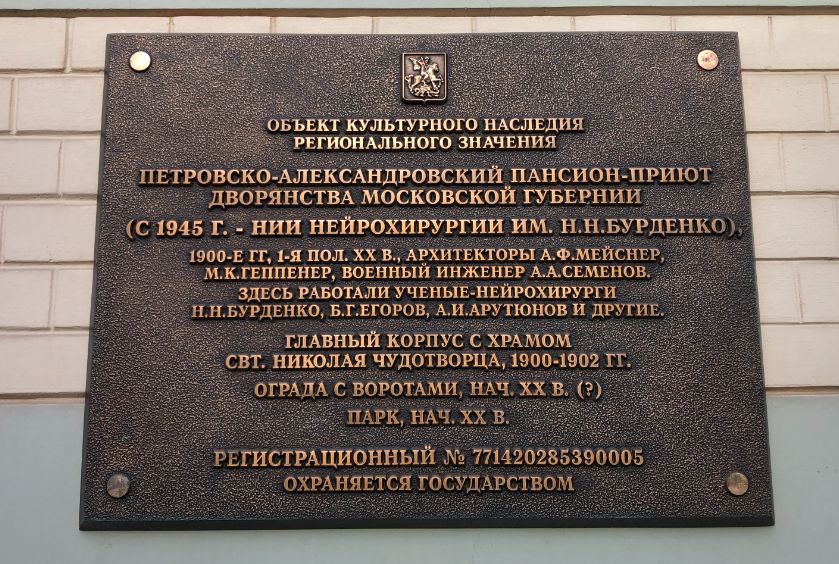 ОБЪЕКТ КУЛЬТУРНОГО НАСЛЕДИЯ
РЕГИОНАЛЬНОГО ЗНАЧЕНИЯ
ПЕТРОВСКО-АЛЕКСАНДРОВСКИЙ ПАНСИОН-ПРИЮТ
ДВОРЯНСТВА МОСКОВСКОЙ ГУБЕРНИИ
(С 1945 Г. - НИИ НЕЙРОХИРУРГИИ ИМ. Н.Н.БУРДЕНКО),
1900-Е ГГ, 1-Я ПОЛ. XX В., АРХИТЕКТОРЫ А.Ф.МЕЙСНЕР,
М.К.ГЕППЕНЕР, ВОЕННЫЙ ИНЖЕНЕР А.А.СЕМЕНОВ.
ЗДЕСЬ РАБОТАЛИ УЧЕНЫЕ-НЕЙРОХИРУРГИ
Н.Н.БУРДЕНКО, Б.Г.ЕГОРОВ, А.И.АРУТЮНОВ И ДРУГИЕ.
ГЛАВНЫЙ КОРПУС С ХРАМОМ
СВТ. НИКОЛАЯ ЧУДОТВОРЦА, 1900-1902 ГГ.
ОГРАДА С ВОРОТАМИ, НАЧ. XX В. (?)
ПАРК, НАЧ. XX В.
РЕГИСТРАЦИОННЫЙ № 771420285390005
ОХРАНЯЕТСЯ ГОСУДАРСТВОМ